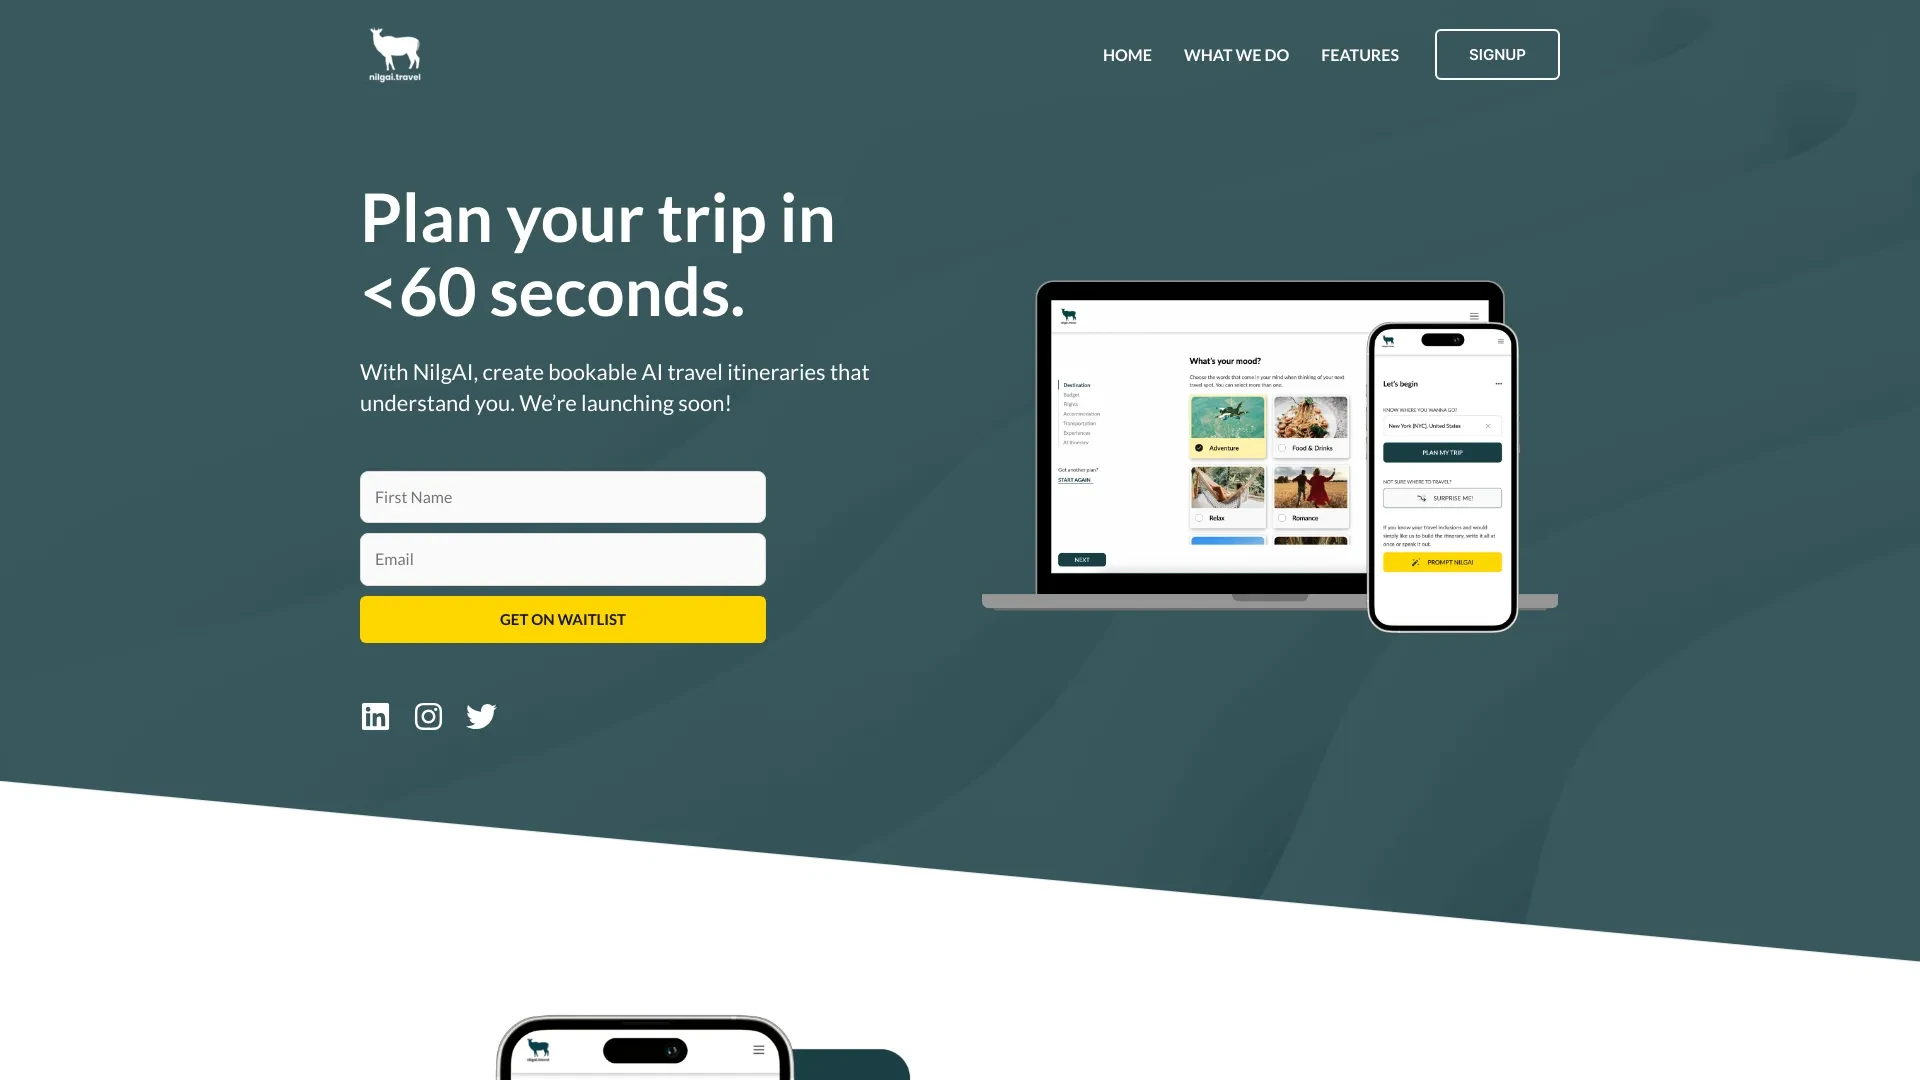 nilgai.travel
HOME
WHAT WE DO
FEATURES
SIGNUP
Plan your trip in
<60 seconds.
With NilgAI, create bookable AI travel itineraries that
understand you. We’re launching soon!
First Name
Email
GET ON WAITLIST
What's your mood?
Choose the words that come in your mind when thinking of your next
travel spot. You can select more than one.
Destination
Budget
Flights
Accommodation
Transportation
Experiences
AI Itinerary
Got another plan?
START AGAIN
Adventure
Food & Drinks
Relax
Romance
NEXT
Let's begin
KNOW WHERE YOU WANNA GO?
New York (NYC), United States
PLAN MY TRIP
NOT SURE WHERE TO TRAVEL?
SURPRISE ME!
If you know your travel inclusions and would
simply like us to build the itinerary, write it all at
once or speak it out.
PROMPT NILGAI